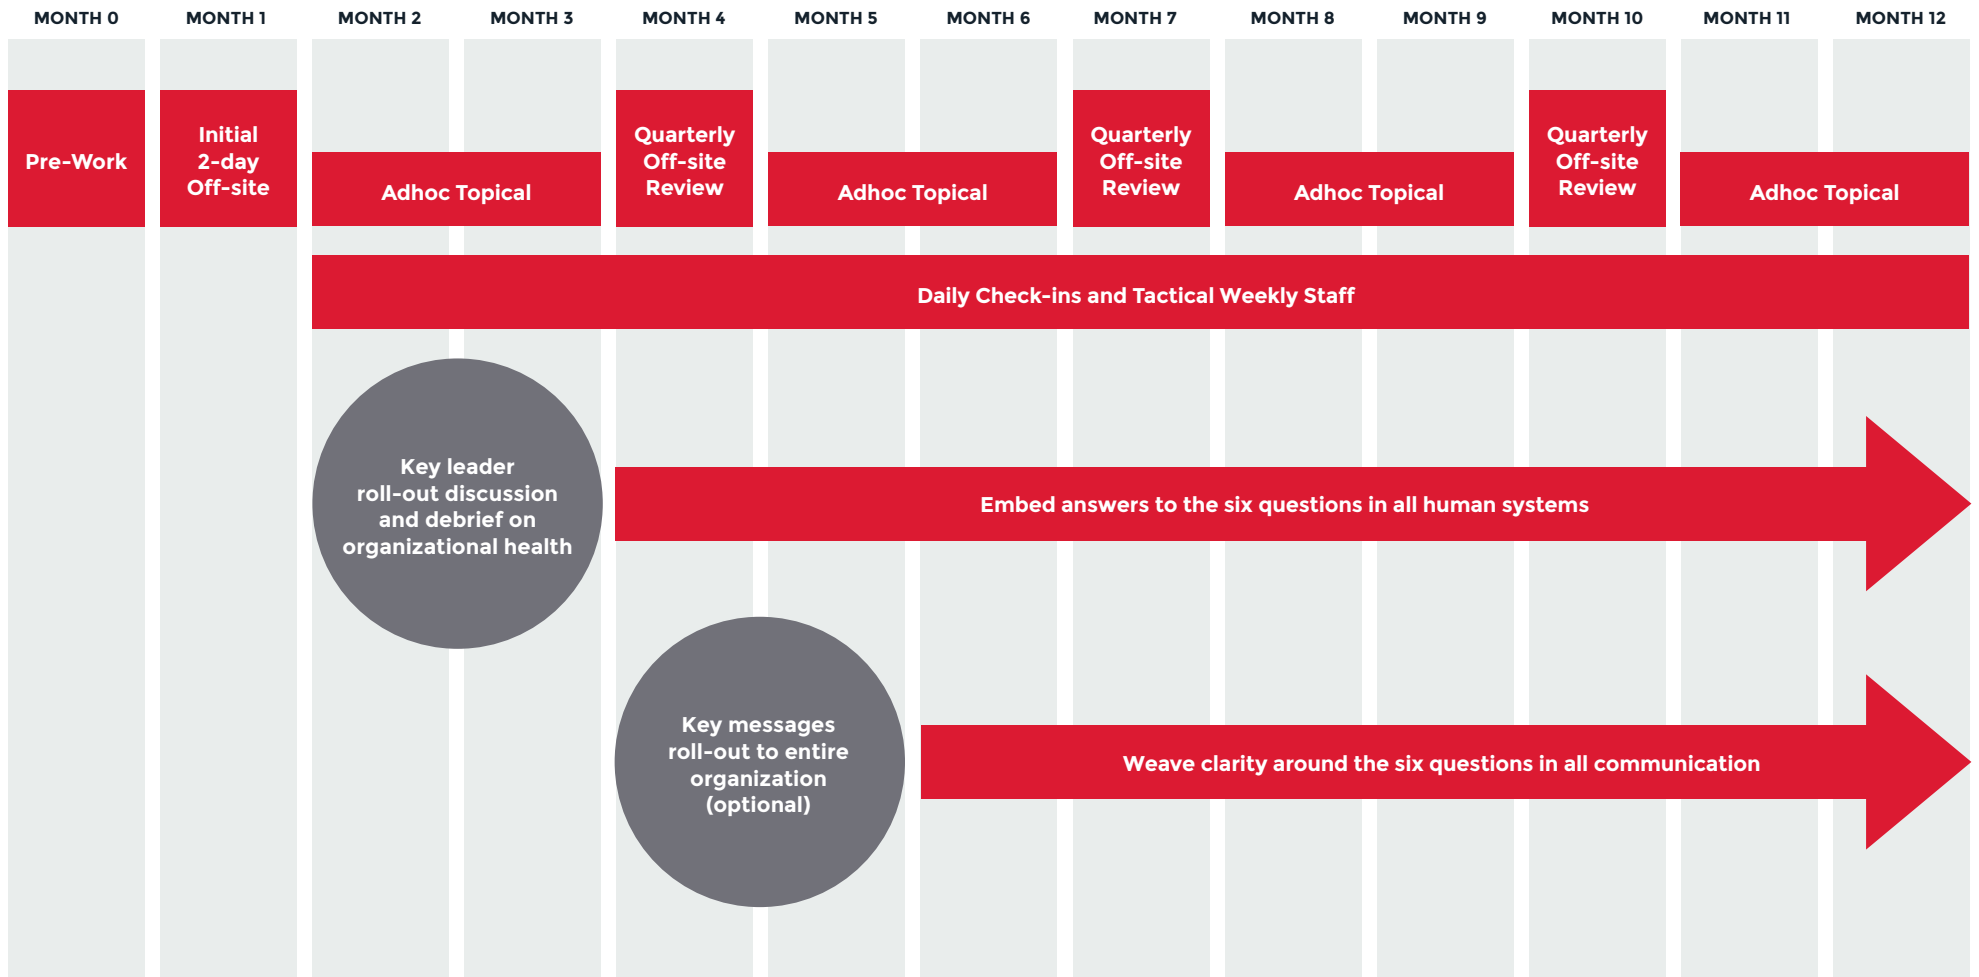 MONTH 0 MONTH 1 MONTH 2 MONTH 3 MONTH 4 MONTH 5 MONTH 6 MONTH 7 MONTH 8 MONTH 9 MONTH 10 MONTH 11 MONTH 12
Pre-Work
Initial
2-day
Off-site
Adhoc Topical
Quarterly
Off-site
Review
Adhoc Topical
Quarterly
Off-site
Review
Adhoc Topical
Quarterly
Off-site
Review
Adhoc Topical
Daily Check-ins and Tactical Weekly Staff
Key leader
roll-out discussion
and debrief on
organizational health
Embed answers to the six questions in all human systems
Key messages
roll-out to entire
organization
(optional)
Weave clarity around the six questions in all communication